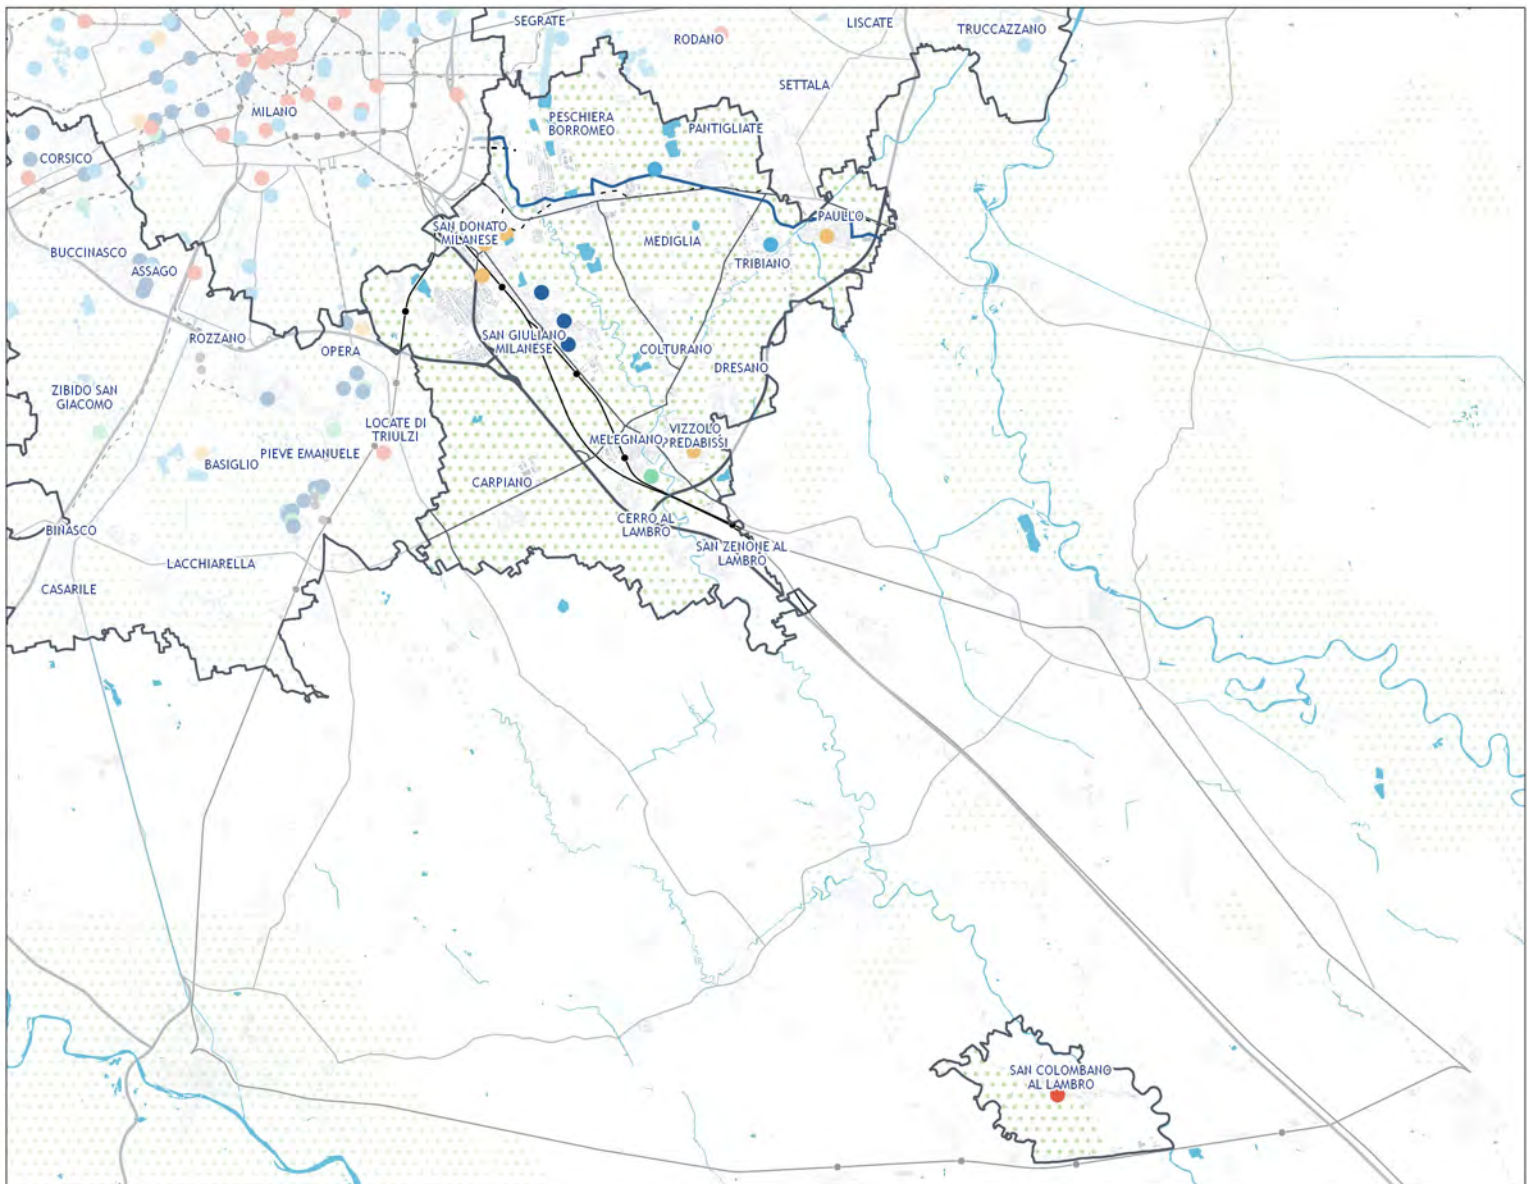 SEGRATE
LISCATE
TRUCCAZZANO
RODANO
SETTALA
MILANO
PESCHIERA
BORROMEO
PANTIGLIATE
CORSICO
PAULLO
SAN DONATO
MILANESE
MEDIGLIA
BUCCINASCO
TRIBIANO
ASSAGO
ROZZANO
SAN GIULIANO
MILANESE
OPERA
COLTURANO
DRESANO
ZIBIDO SAN
GIACOMO
LOCATE DI
TRIULZI
MELEGNANO
VIZZOLO
PREDABISSI
PIEVE EMANUELE
BASIGLIO
CARPIANO
BINASCO
CERRO AL
LAMBRO
SAN ZENONE AL
LAMBRO
LACCHIARELLA
CASARILE
SAN COLOMBANO
AL LAMBRO